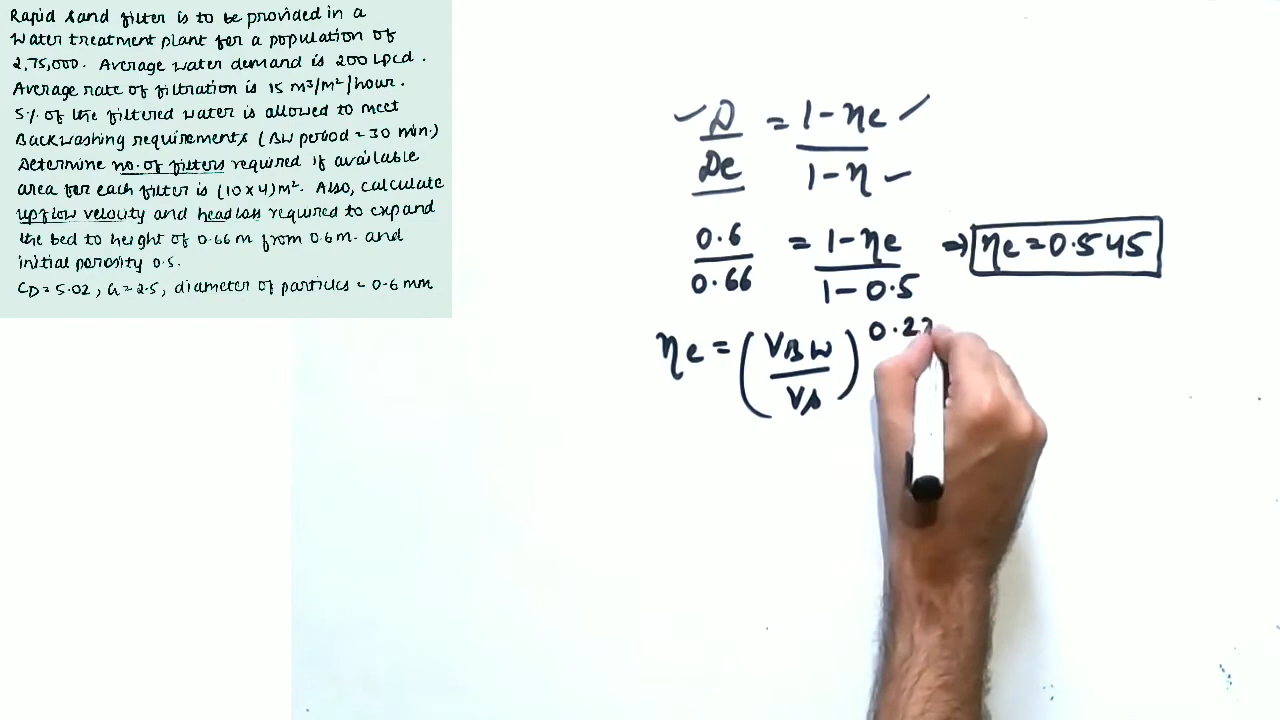 Rapid sand filter is to be provided in a
water treatment plant for a population of
2,75,000. Average water demand is 200 Lpcd.
Average rate of filtration is 15 m³/m²/hour.
5% of the filtered water is allowed to meet
Backwashing requirements (BW period = 30 min.)
Determine no. of filters required if available
area for each filter is (10 x 4) m². Also, calculate
upflow velocity and headloss required to expand
the bed to height of 0.66 m from 0.6 m. and
initial porosity 0.5.
CD = 5.02, G = 2.5, diameter of particles = 0.6 mm
✓ D/De = 1-ηe/1-η ✓
0.6/0.66 = 1-ηe/1-0.5 ⇒ ηe = 0.545
ηe = (VBW/Vs)^0.22